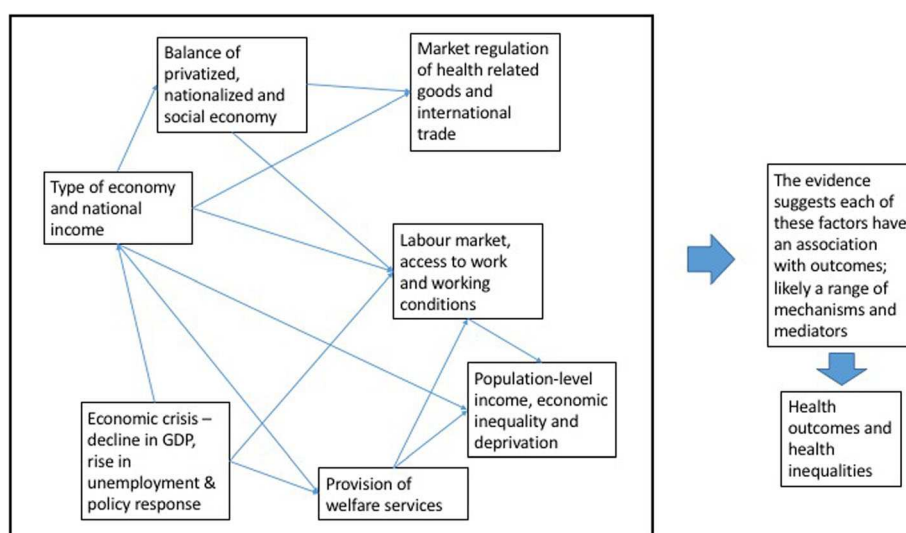 Balance of
privatized,
nationalized and
social economy
Market regulation
of health related
goods and
international
trade
Type of economy
and national
income
Labour market,
access to work
and working
conditions
Population-level
income, economic
inequality and
deprivation
Economic crisis –
decline in GDP,
rise in
unemployment &
policy response
Provision of
welfare services
The evidence
suggests each of
these factors have
an association
with outcomes;
likely a range of
mechanisms and
mediators
Health
outcomes and
health
inequalities